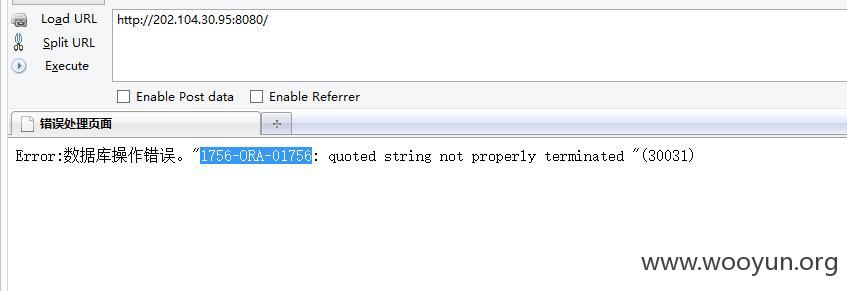 Load URL
http://202.104.30.95:8080/
Split URL
Execute
Enable Post data
Enable Referrer
错误处理页面
Error:数据库操作错误。"1756-ORA-01756: quoted string not properly terminated "(30031)
www.wooyun.org